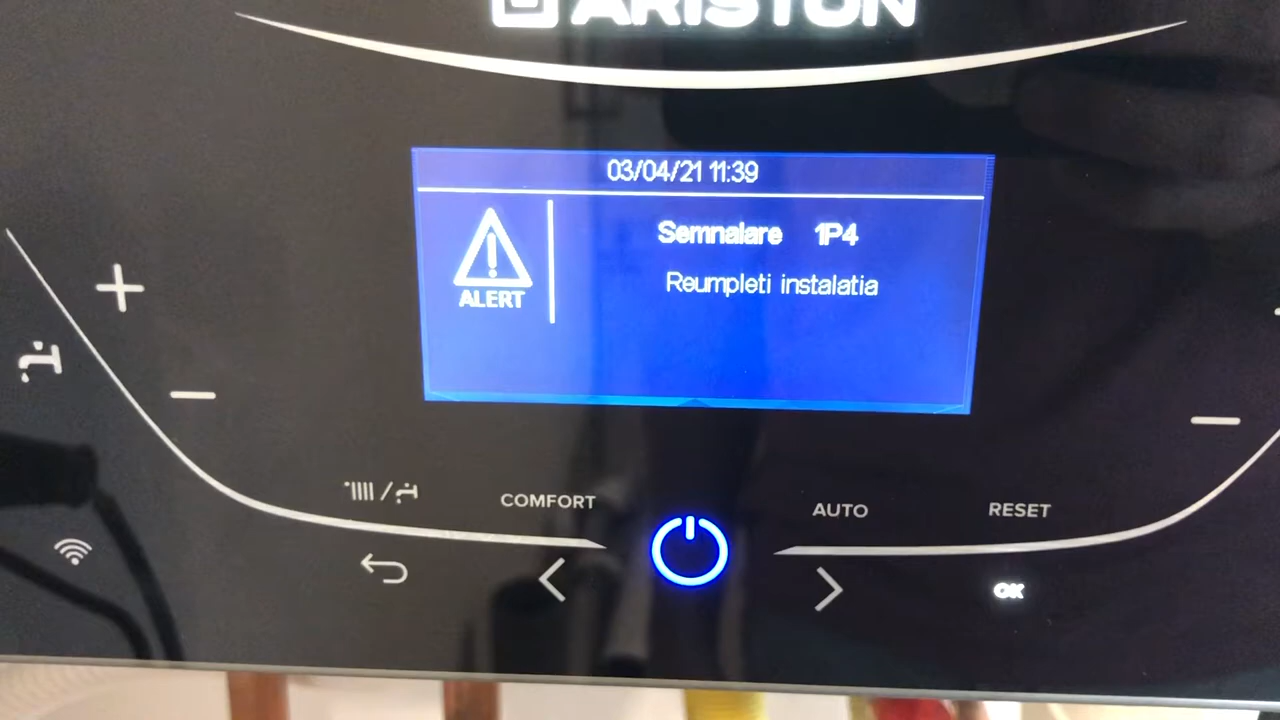 ARISTON
03/04/21 11:39
Semnalare 1P4
Reumpleti instalatia
ALERT
COMFORT
AUTO
RESET
OK